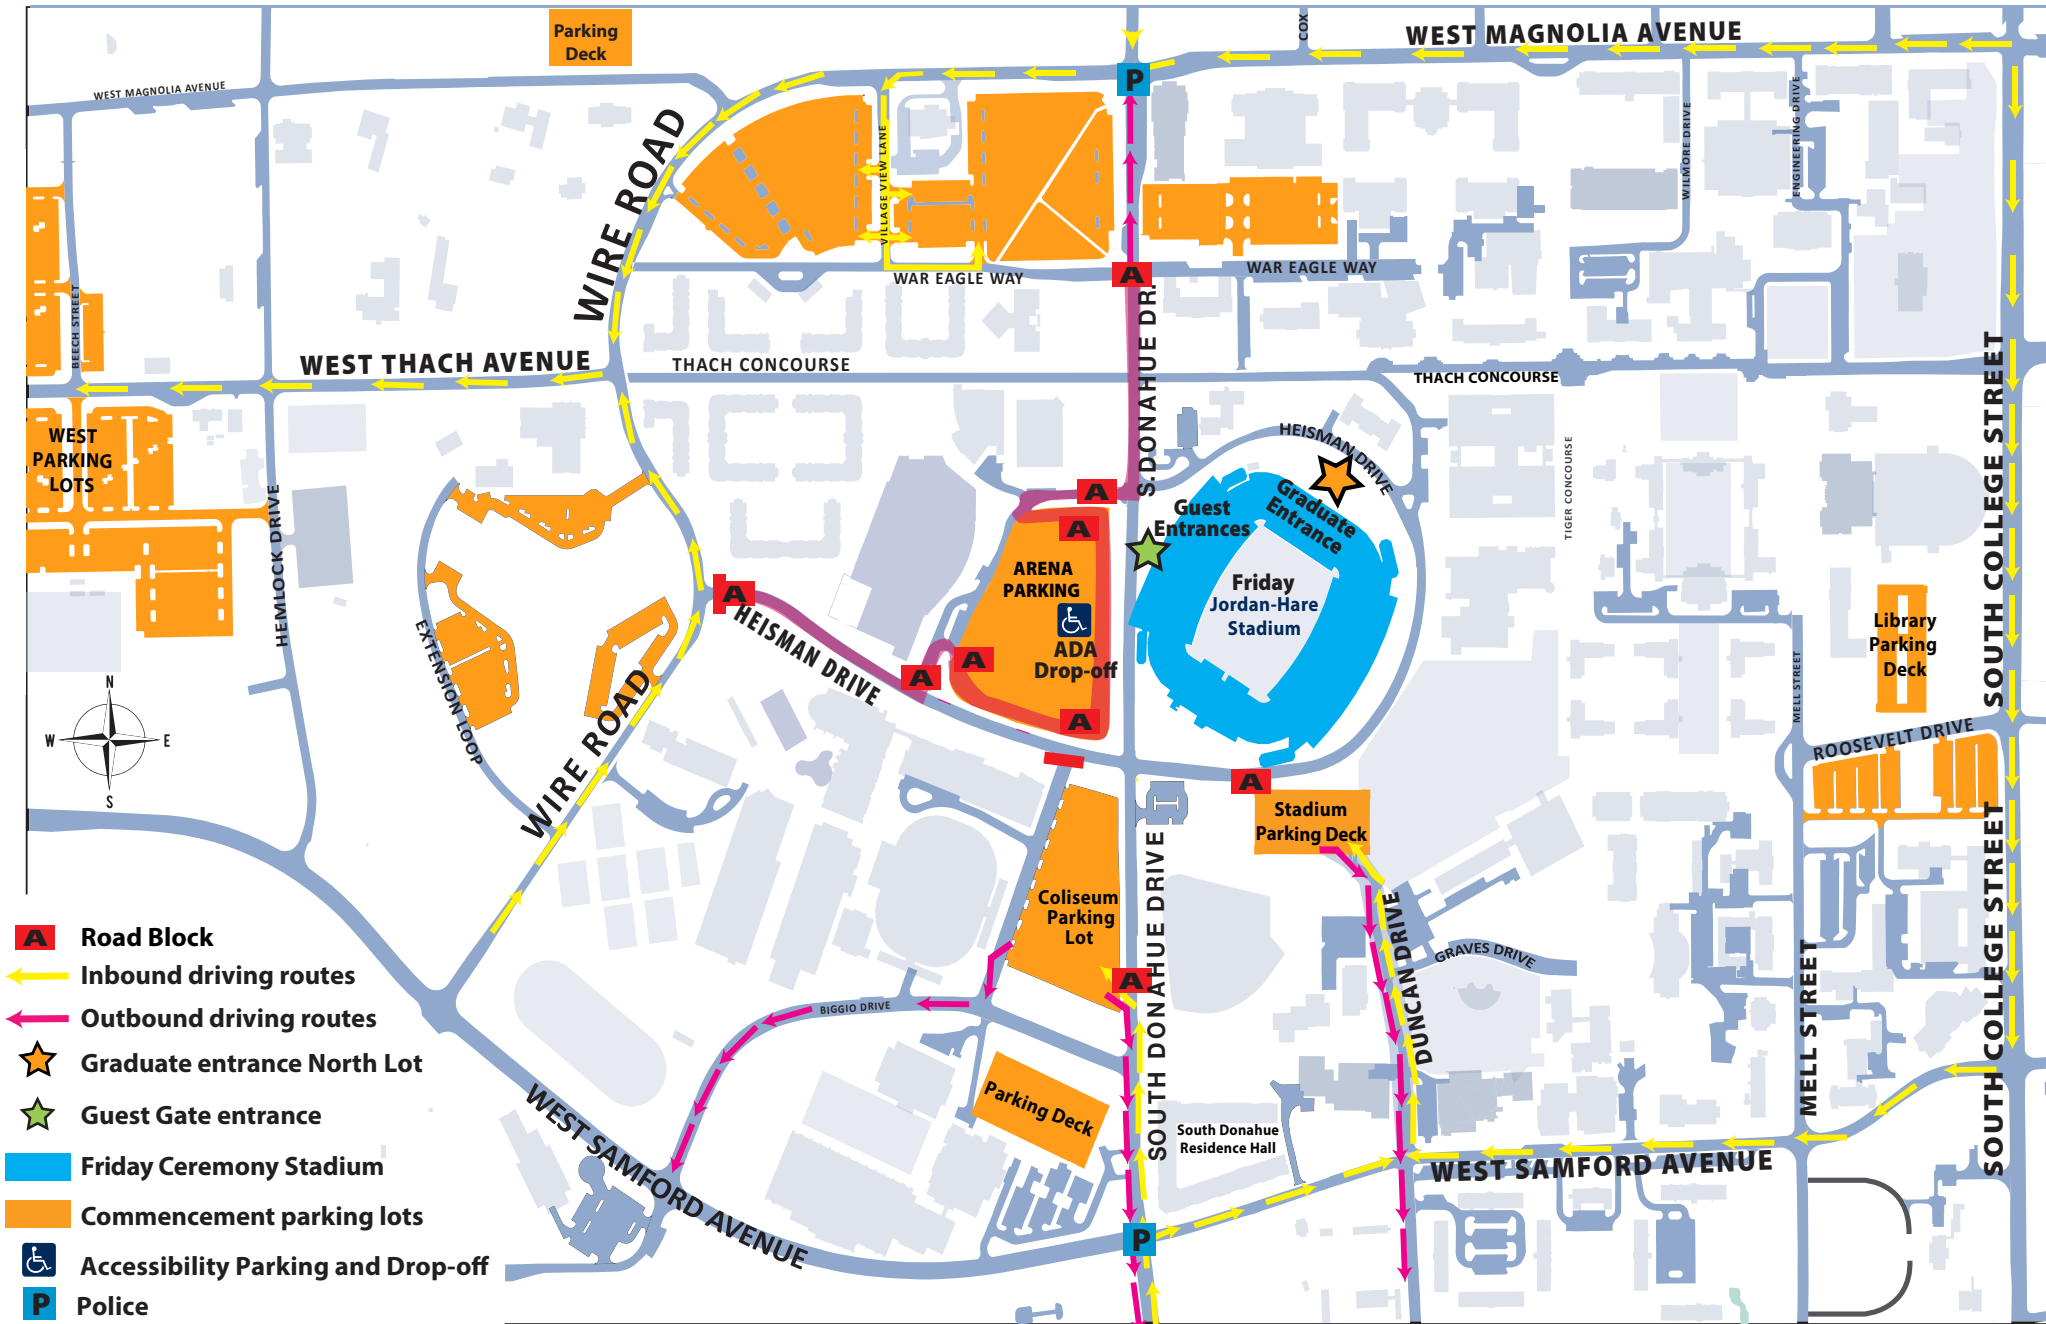 Parking
Deck
COX
WEST MAGNOLIA AVENUE
P
WEST MAGNOLIA AVENUE
WIRE ROAD
VILLAGE VIEW LANE
WILMORE DRIVE
ENGINEERING DRIVE
WAR EAGLE WAY
A
WAR EAGLE WAY
BEECH STREET
S.DONAHUE DR.
WEST THACH AVENUE
THACH CONCOURSE
THACH CONCOURSE
SOUTH COLLEGE STREET
WEST
PARKING
LOTS
HEISMAN DRIVE
TIGER CONCOURSE
HEMLOCK DRIVE
A
A
Graduate
Entrance
Guest
Entrances
ARENA
PARKING
ADA
Drop-off
Friday
Jordan-Hare
Stadium
A
HEISMAN DRIVE
A
A
A
EXTENSION LOOP
WIRE ROAD
MELL STREET
Library
Parking
Deck
ROOSEVELT DRIVE
N
W
E
S
A
Stadium
Parking Deck
Coliseum
Parking
Lot
A
SOUTH DONAHUE DRIVE
DUNCAN DRIVE
GRAVES DRIVE
MELL STREET
SOUTH COLLEGE STREET
BIGGIO DRIVE
Parking Deck
South Donahue
Residence Hall
WEST SAMFORD AVENUE
WEST SAMFORD AVENUE
P
A Road Block
Inbound driving routes
Outbound driving routes
Graduate entrance North Lot
Guest Gate entrance
Friday Ceremony Stadium
Commencement parking lots
Accessibility Parking and Drop-off
P Police